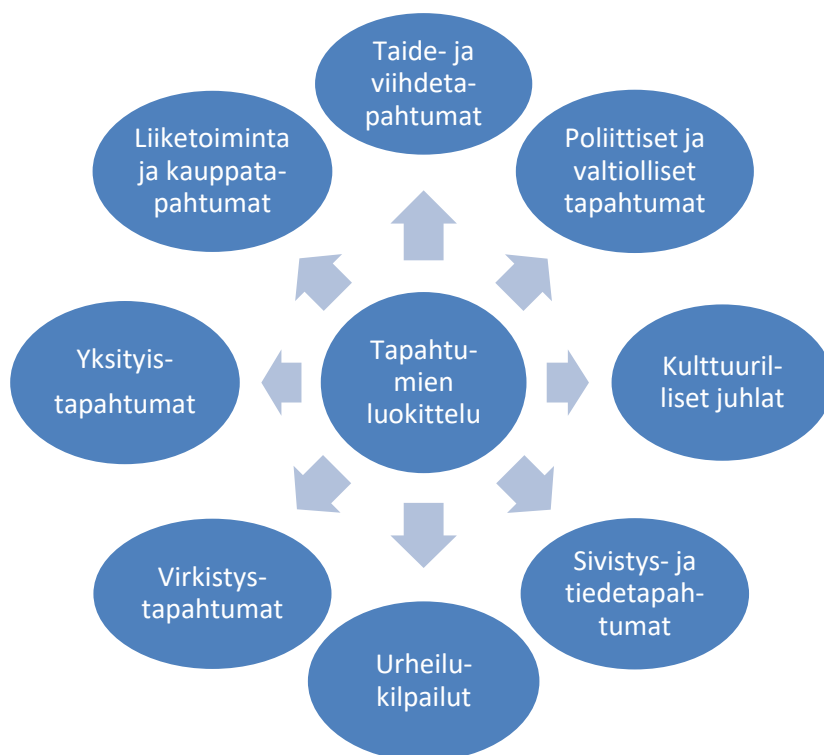 Taide- ja
viihdeta-
pahtumat
Poliittiset ja
valtiolliset
tapahtumat
Kulttuuril-
liset juhlat
Sivistys- ja
tiedetapah-
tumat
Urheilu-
kilpailut
Virkistys-
tapahtumat
Yksityis-
tapahtumat
Liiketoiminta
ja kauppata-
pahtumat
Tapahtu-
mien
luokittelu